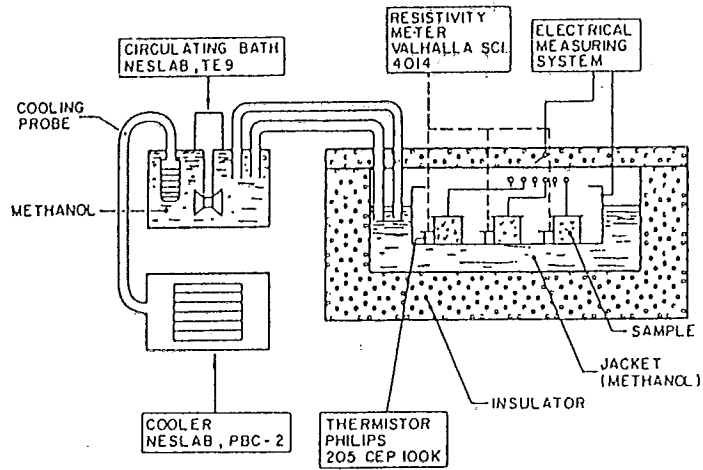 RESISTIVITY
METER
VALHALLA SCI.
4014
ELECTRICAL
MEASURING
SYSTEM
CIRCULATING BATH
NESLAB, TE9
COOLING
PROBE
METHANOL
SAMPLE
JACKET
(METHANOL)
INSULATOR
COOLER
NESLAB, PBC-2
THERMISTOR
PHILIPS
205 CEP 100K